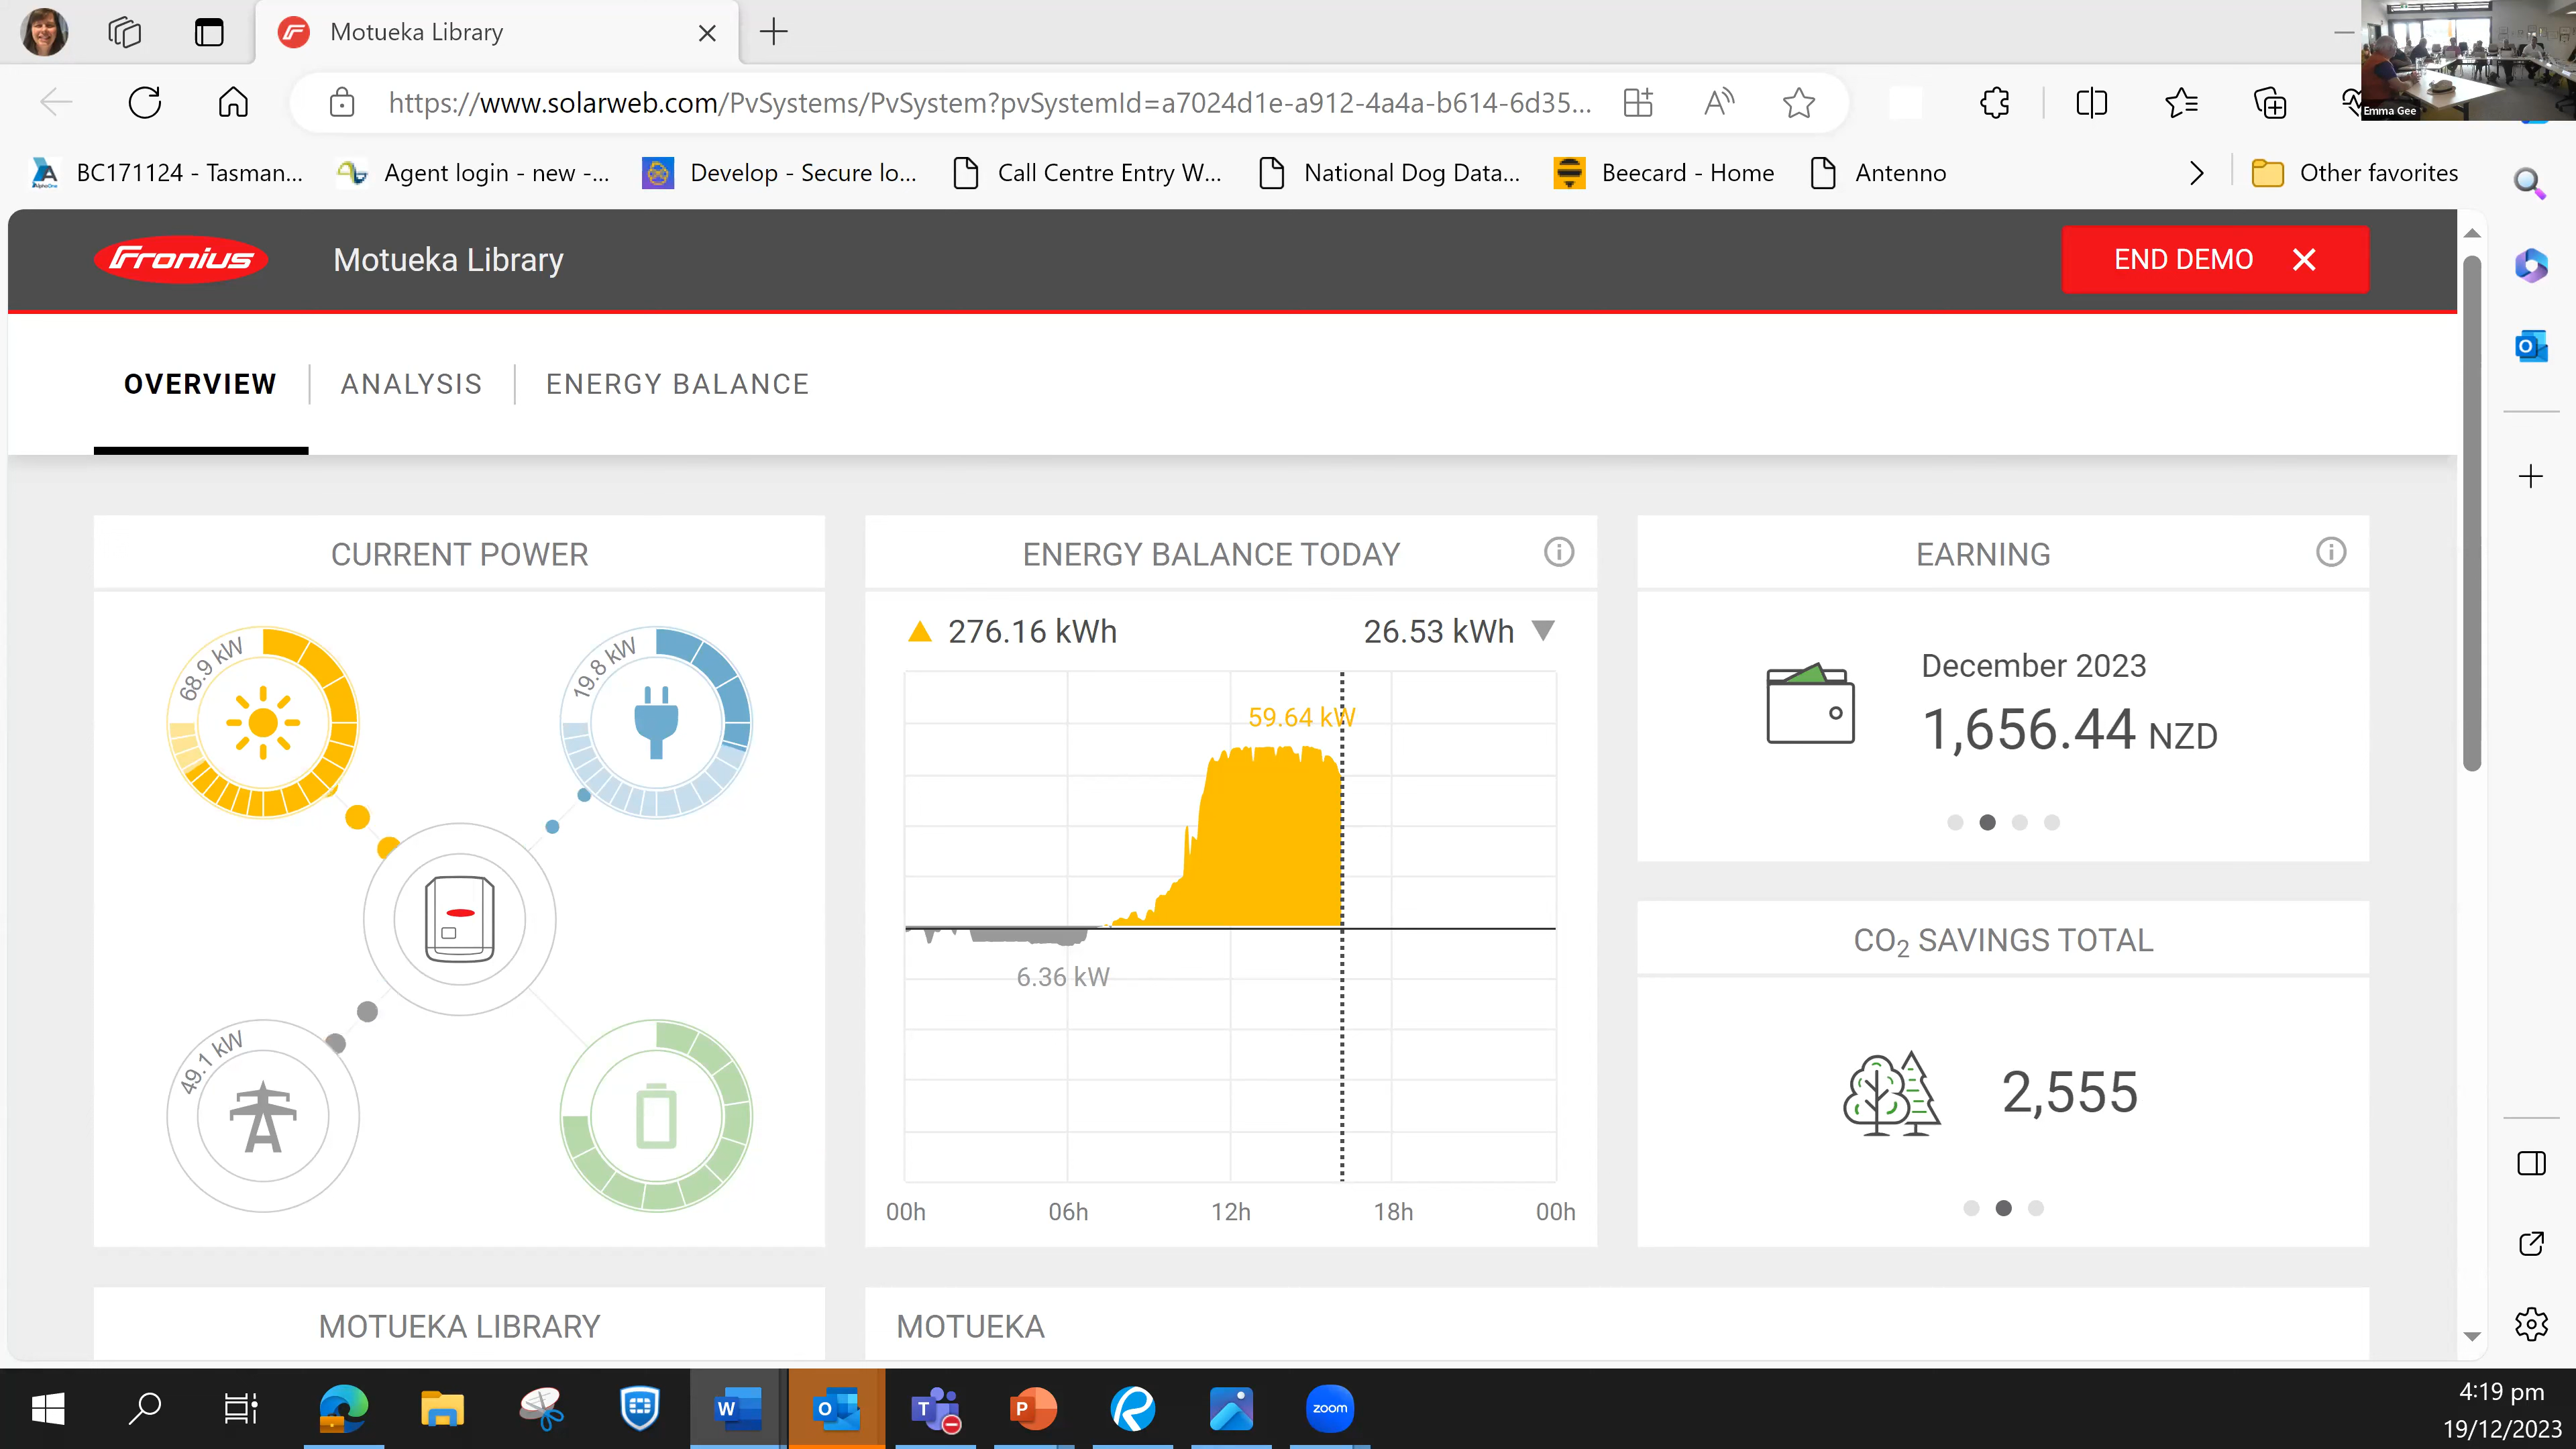 Motueka Library
https://www.solarweb.com/PvSystems/PvSystem?pvSystemId=a7024d1e-a912-4a4a-b614-6d35...
Emma Gee
BC171124 - Tasman... Agent login - new -... Develop - Secure lo... Call Centre Entry W... National Dog Data... Beecard - Home Antenno Other favorites
Fronius Motueka Library END DEMO
OVERVIEW ANALYSIS ENERGY BALANCE
CURRENT POWER
68.9 kW
19.8 kW
49.1 kW
ENERGY BALANCE TODAY
276.16 kWh 26.53 kWh
59.64 kW
6.36 kW
00h 06h 12h 18h 00h
EARNING
December 2023
1,656.44 NZD
CO2 SAVINGS TOTAL
2,555
MOTUEKA LIBRARY
MOTUEKA
zoom
4:19 pm
19/12/2023